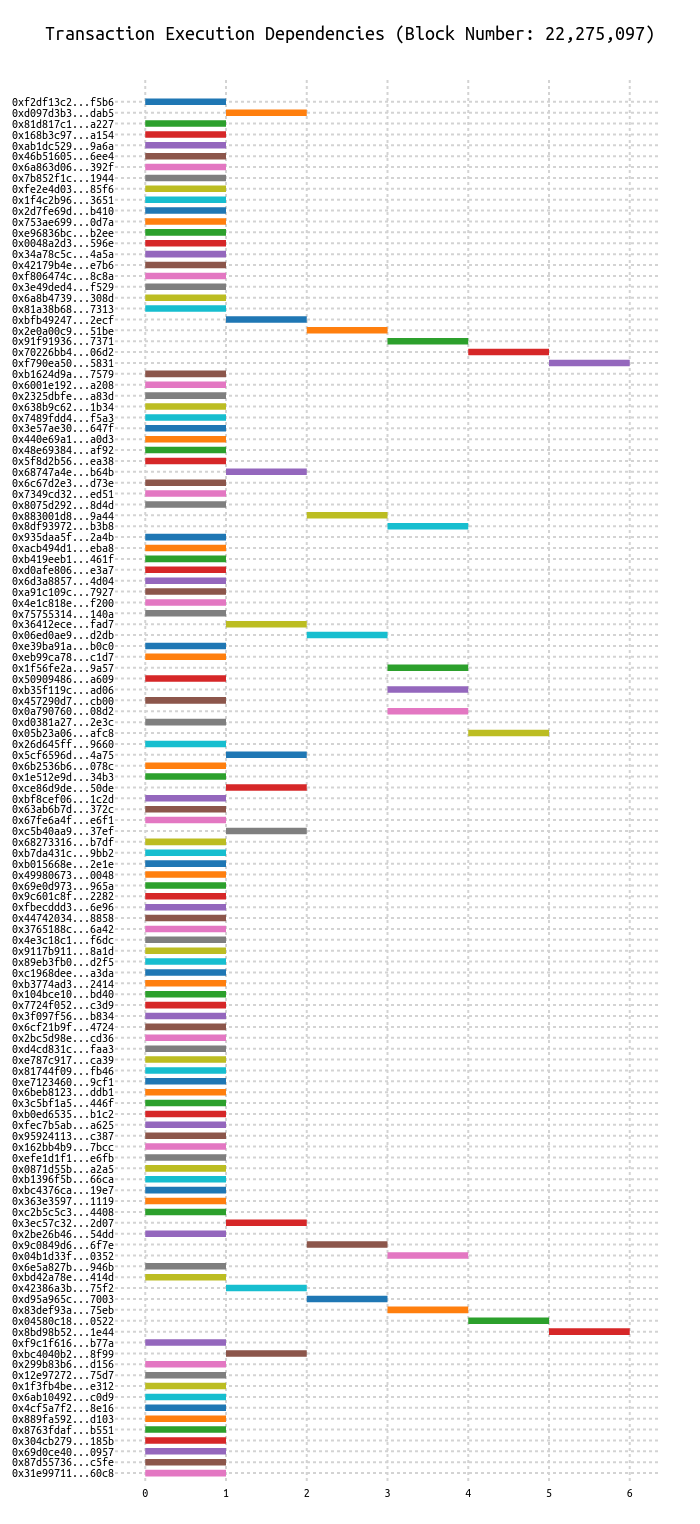 Transaction Execution Dependencies (Block Number: 22,275,097)
0xf2df13c2...f5b6
0xd097d3b3...dab5
0x81d817c1...a227
0x168b3c97...a154
0xab1dc529...9a6a
0x46b51605...6ee4
0x6a863d06...392f
0x7b852f1c...1944
0xfe2e4d03...85f6
0x1f4c2b96...3651
0x2d7fe69d...b410
0x753ae699...0d7a
0xe96836bc...b2ee
0x0048a2d3...596e
0x34a78c5c...4a5a
0x42179b4e...e7b6
0xf806474c...8c8a
0x3e49ded4...f529
0x6a8b4739...308d
0x81a38b68...7313
0xbfb49247...2ecf
0x2e0a00c9...51be
0x91f91936...7371
0x70226bb4...06d2
0xf790ea50...5831
0xb1624d9a...7579
0x6001e192...a208
0x2325dbfe...a83d
0x638b9c62...1b34
0x7489fdd4...f5a3
0x3e57ae30...647f
0x440e69a1...a0d3
0x48e69384...af92
0x5f8d2b56...ea38
0x68747a4e...b64b
0x6c67d2e3...d73e
0x7349cd32...ed51
0x8075d292...8d4d
0x883001d8...9a44
0x8df93972...b3b8
0x935daa5f...2a4b
0xacb494d1...eba8
0xb419eeb1...461f
0xd0afe806...e3a7
0x6d3a8857...4d04
0xa91c109c...7927
0x4e1c818e...f200
0x75755314...140a
0x36412ece...fad7
0x06ed0ae9...d2db
0xe39ba91a...b0c0
0xeb99ca78...c1d7
0x1f56fe2a...9a57
0x50909486...a609
0xb35f119c...ad06
0x457290d7...cb00
0x0a790760...08d2
0xd0381a27...2e3c
0x05b23a06...afc8
0x26d645ff...9660
0x5cf6596d...4a75
0x6b2536b6...078c
0x1e512e9d...34b3
0xce86d9de...50de
0xbf8cef06...1c2d
0x63ab6b7d...372c
0x67fe6a4f...e6f1
0xc5b40aa9...37ef
0x68273316...b7df
0xb7da431c...9bb2
0xb015668e...2e1e
0x49980673...0048
0x69e0d973...965a
0x9c601c8f...2282
0xfbecddd3...6e96
0x44742034...8858
0x3765188c...6a42
0x4e3c18c1...f6dc
0x9117b911...8a1d
0x89eb3fb0...d2f5
0xc1968dee...a3da
0xb3774ad3...2414
0x104bce10...bd40
0x7724f052...c3d9
0x3f097f56...b834
0x6cf21b9f...4724
0x2bc5d98e...cd36
0xd4cd831c...faa3
0xe787c917...ca39
0x81744f09...fb46
0xe7123460...9cf1
0x6beb8123...ddb1
0x3c5bf1a5...446f
0xb0ed6535...b1c2
0xfec7b5ab...a625
0x95924113...c387
0x162bb4b9...7bcc
0xefe1d1f1...e6fb
0x0871d55b...a2a5
0xb1396f5b...66ca
0xbc4376ca...19e7
0x363e3597...1119
0xc2b5c5c3...4408
0x3ec57c32...2d07
0x2be26b46...54dd
0x9c0849d6...6f7e
0x04b1d33f...0352
0x6e5a827b...946b
0xbd42a78e...414d
0x42386a3b...75f2
0xd95a965c...7003
0x83def93a...75eb
0x04580c18...0522
0x8bd98b52...1e44
0xf9c1f616...b77a
0xbc4040b2...8f99
0x299b83b6...d156
0x12e97272...75d7
0x1f3fb4be...e312
0x6ab10492...c0d9
0x4cf5a7f2...8e16
0x889fa592...d103
0x8763fdaf...b551
0x304cb279...185b
0x69d0ce40...0957
0x87d55736...c5fe
0x31e99711...60c8
0 1 2 3 4 5 6